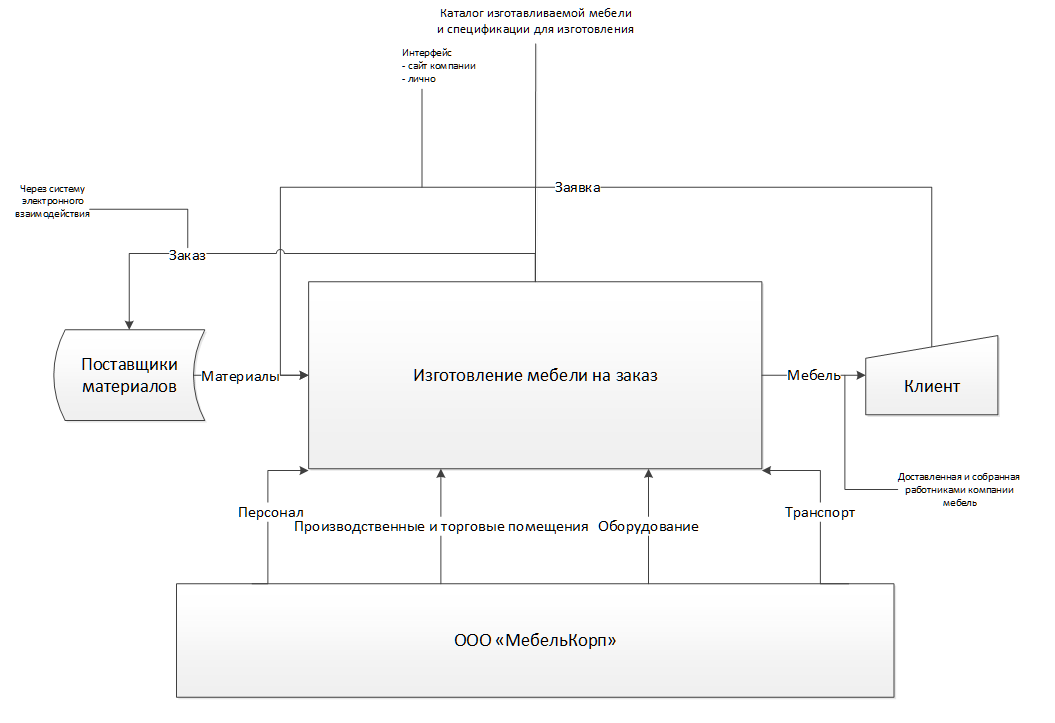 Каталог изготавливаемой мебели
и спецификации для изготовления
Интерфейс
- сайт компании
- лично
Через систему
электронного
взаимодействия
Заявка
Заказ
Поставщики
материалов
Материалы
Изготовление мебели на заказ
Мебель
Клиент
Доставленная и собранная
работниками компании
мебель
Персонал
Производственные и торговые помещения
Оборудование
Транспорт
ООО «МебельКорп»